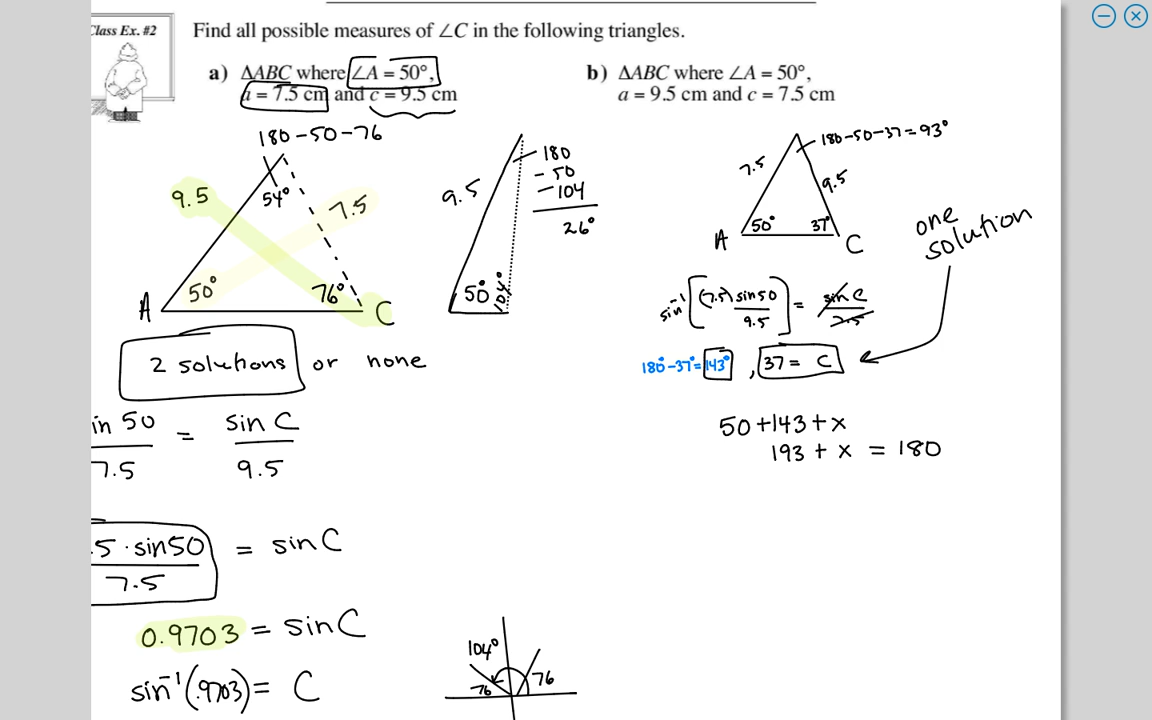 Class Ex. #2
Find all possible measures of ∠C in the following triangles.
a) ΔABC where ∠A = 50°,
a = 7.5 cm and c = 9.5 cm
180-50-76
9.5
54°
7.5
A
50°
76°
C
9.5
180
- 50
- 104
26°
50°
104°
2 solutions or none
in 50 = sin C
7.5 9.5
.5 · sin50 = sin C
7.5
0.9703 = sin C
sin⁻¹(.9703) = C
104°
76
76
b) ΔABC where ∠A = 50°,
a = 9.5 cm and c = 7.5 cm
180-50-37=93°
7.5
9.5
A
50°
37°
C
one
solution
sin⁻¹[(7.5) sin50 = sin C
9.5] 7.5
180°-37°=143° , 37 = C
50+143+x
193 + x = 180